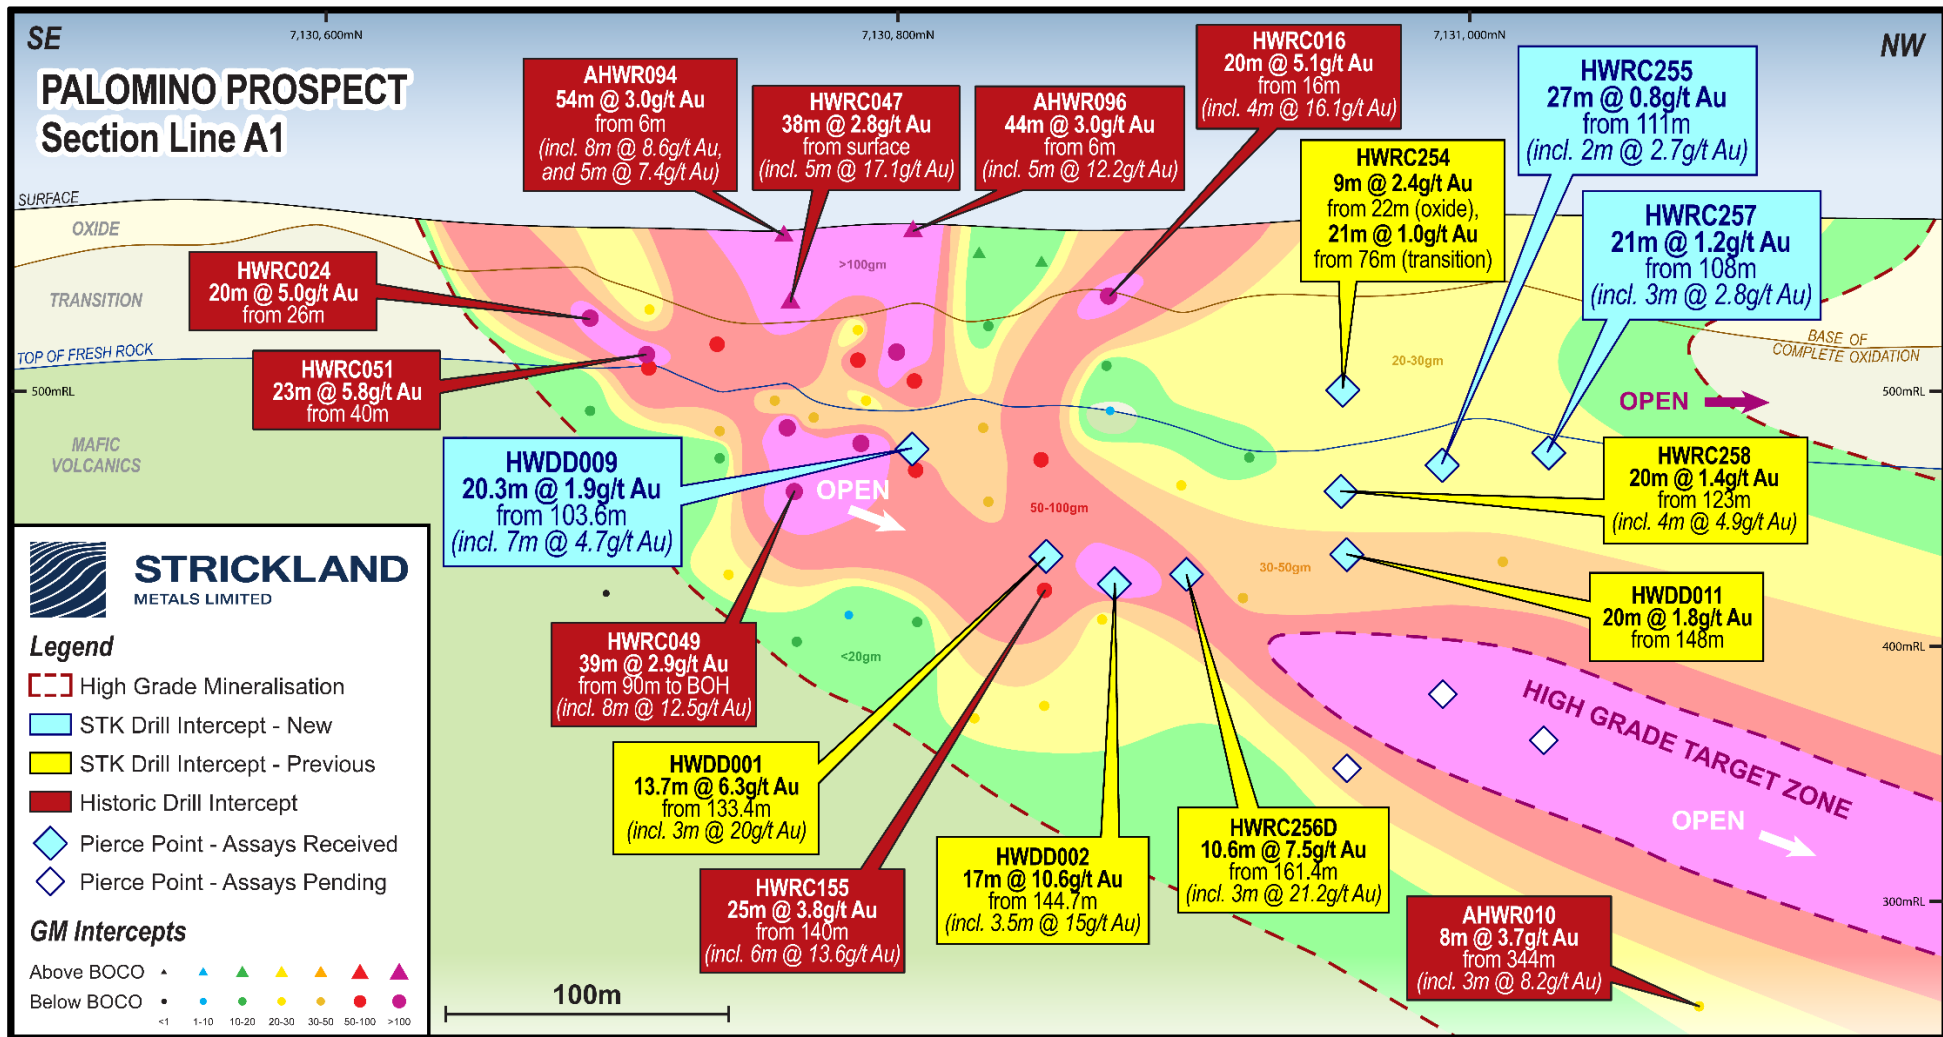 SE
7,130,600mN
7,130,800mN
7,131,000mN
NW
PALOMINO PROSPECT
Section Line A1
AHWR094
54m @ 3.0g/t Au
from 6m
(incl. 8m @ 8.6g/t Au,
and 5m @ 7.4g/t Au)
HWRC047
38m @ 2.8g/t Au
from surface
(incl. 5m @ 17.1g/t Au)
AHWR096
44m @ 3.0g/t Au
from 6m
(incl. 5m @ 12.2g/t Au)
HWRC016
20m @ 5.1g/t Au
from 16m
(incl. 4m @ 16.1g/t Au)
HWRC254
9m @ 2.4g/t Au
from 22m (oxide),
21m @ 1.0g/t Au
from 76m (transition)
HWRC255
27m @ 0.8g/t Au
from 111m
(incl. 2m @ 2.7g/t Au)
HWRC257
21m @ 1.2g/t Au
from 108m
(incl. 3m @ 2.8g/t Au)
SURFACE
OXIDE
TRANSITION
TOP OF FRESH ROCK
500mRL
MAFIC
VOLCANICS
HWRC024
20m @ 5.0g/t Au
from 26m
HWRC051
23m @ 5.8g/t Au
from 40m
>100gm
20-30gm
BASE OF
COMPLETE OXIDATION
500mRL
OPEN
HWDD009
20.3m @ 1.9g/t Au
from 103.6m
(incl. 7m @ 4.7g/t Au)
OPEN
50-100gm
HWRC258
20m @ 1.4g/t Au
from 123m
(incl. 4m @ 4.9g/t Au)
30-50gm
HWDD011
20m @ 1.8g/t Au
from 148m
400mRL
<20gm
HWRC049
39m @ 2.9g/t Au
from 90m to BOH
(incl. 8m @ 12.5g/t Au)
HWDD001
13.7m @ 6.3g/t Au
from 133.4m
(incl. 3m @ 20g/t Au)
HWRC155
25m @ 3.8g/t Au
from 140m
(incl. 6m @ 13.6g/t Au)
HWDD002
17m @ 10.6g/t Au
from 144.7m
(incl. 3.5m @ 15g/t Au)
HWRC256D
10.6m @ 7.5g/t Au
from 161.4m
(incl. 3m @ 21.2g/t Au)
HIGH GRADE TARGET ZONE
OPEN
300mRL
AHWR010
8m @ 3.7g/t Au
from 344m
(incl. 3m @ 8.2g/t Au)
100m
STRICKLAND
METALS LIMITED
Legend
High Grade Mineralisation
STK Drill Intercept - New
STK Drill Intercept - Previous
Historic Drill Intercept
Pierce Point - Assays Received
Pierce Point - Assays Pending
GM Intercepts
Above BOCO
Below BOCO
<1 1-10 10-20 20-30 30-50 50-100 >100